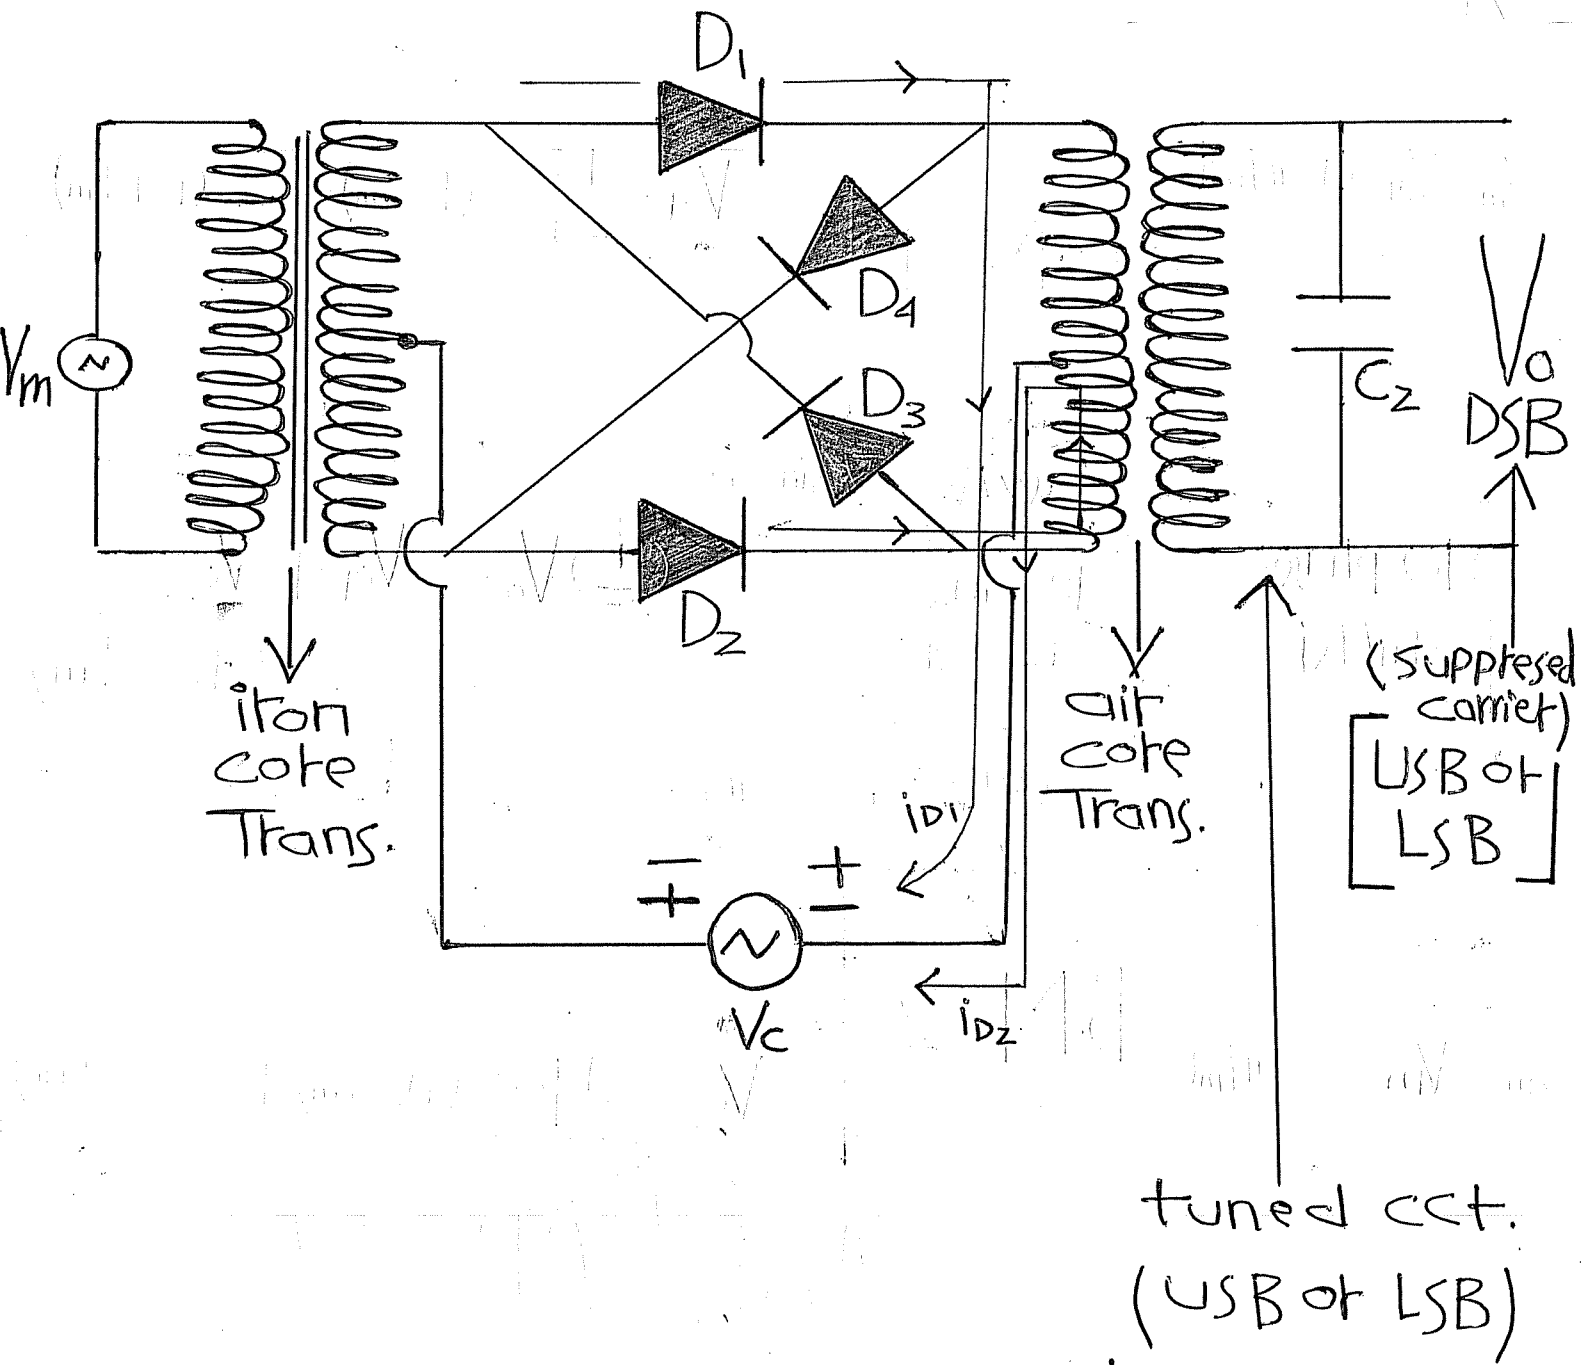 D1
D4
Vm
D3
C2
Vo
DSB
D2
(suppresed
carrier)
USB or
LSB
iron
core
Trans.
air
core
Trans.
iD1
− +
+ −
Vc
iD2
tuned cct.
(USB or LSB)